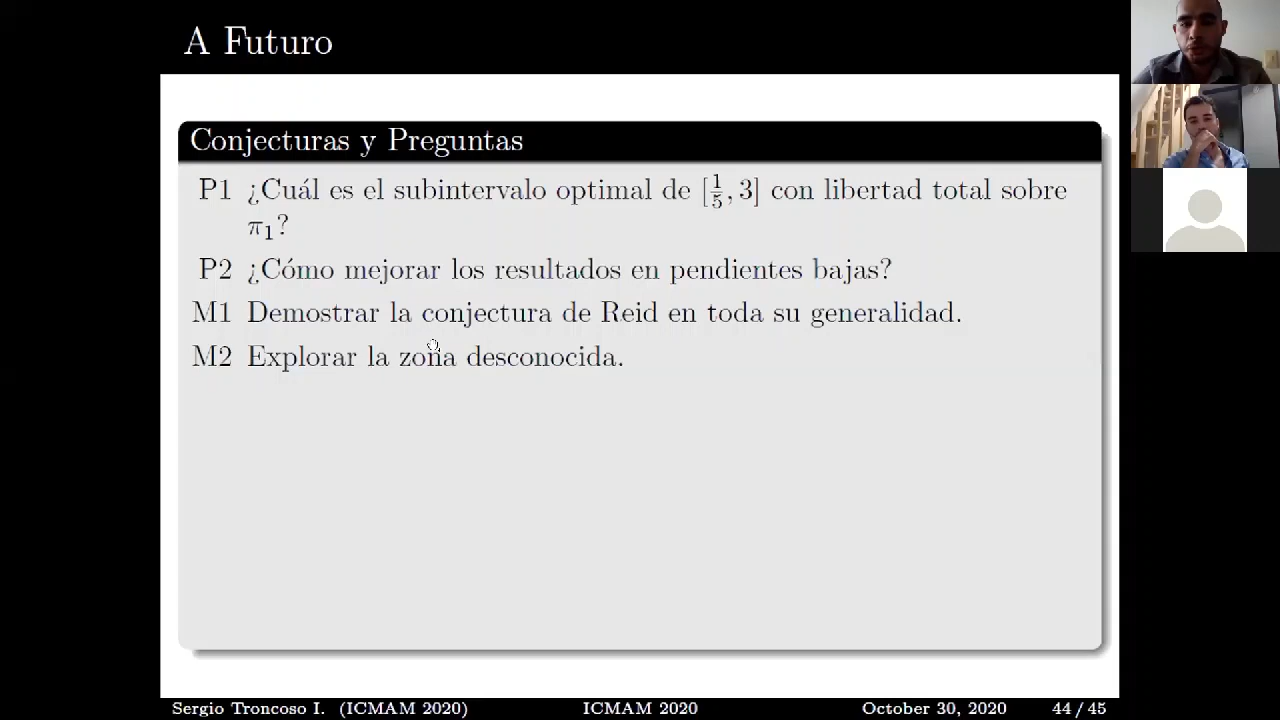 A Futuro
Conjecturas y Preguntas
P1 ¿Cuál es el subintervalo optimal de [1/5, 3] con libertad total sobre
π₁?
P2 ¿Cómo mejorar los resultados en pendientes bajas?
M1 Demostrar la conjectura de Reid en toda su generalidad.
M2 Explorar la zona desconocida.
Sergio Troncoso I. (ICMAM 2020) ICMAM 2020 October 30, 2020 44 / 45